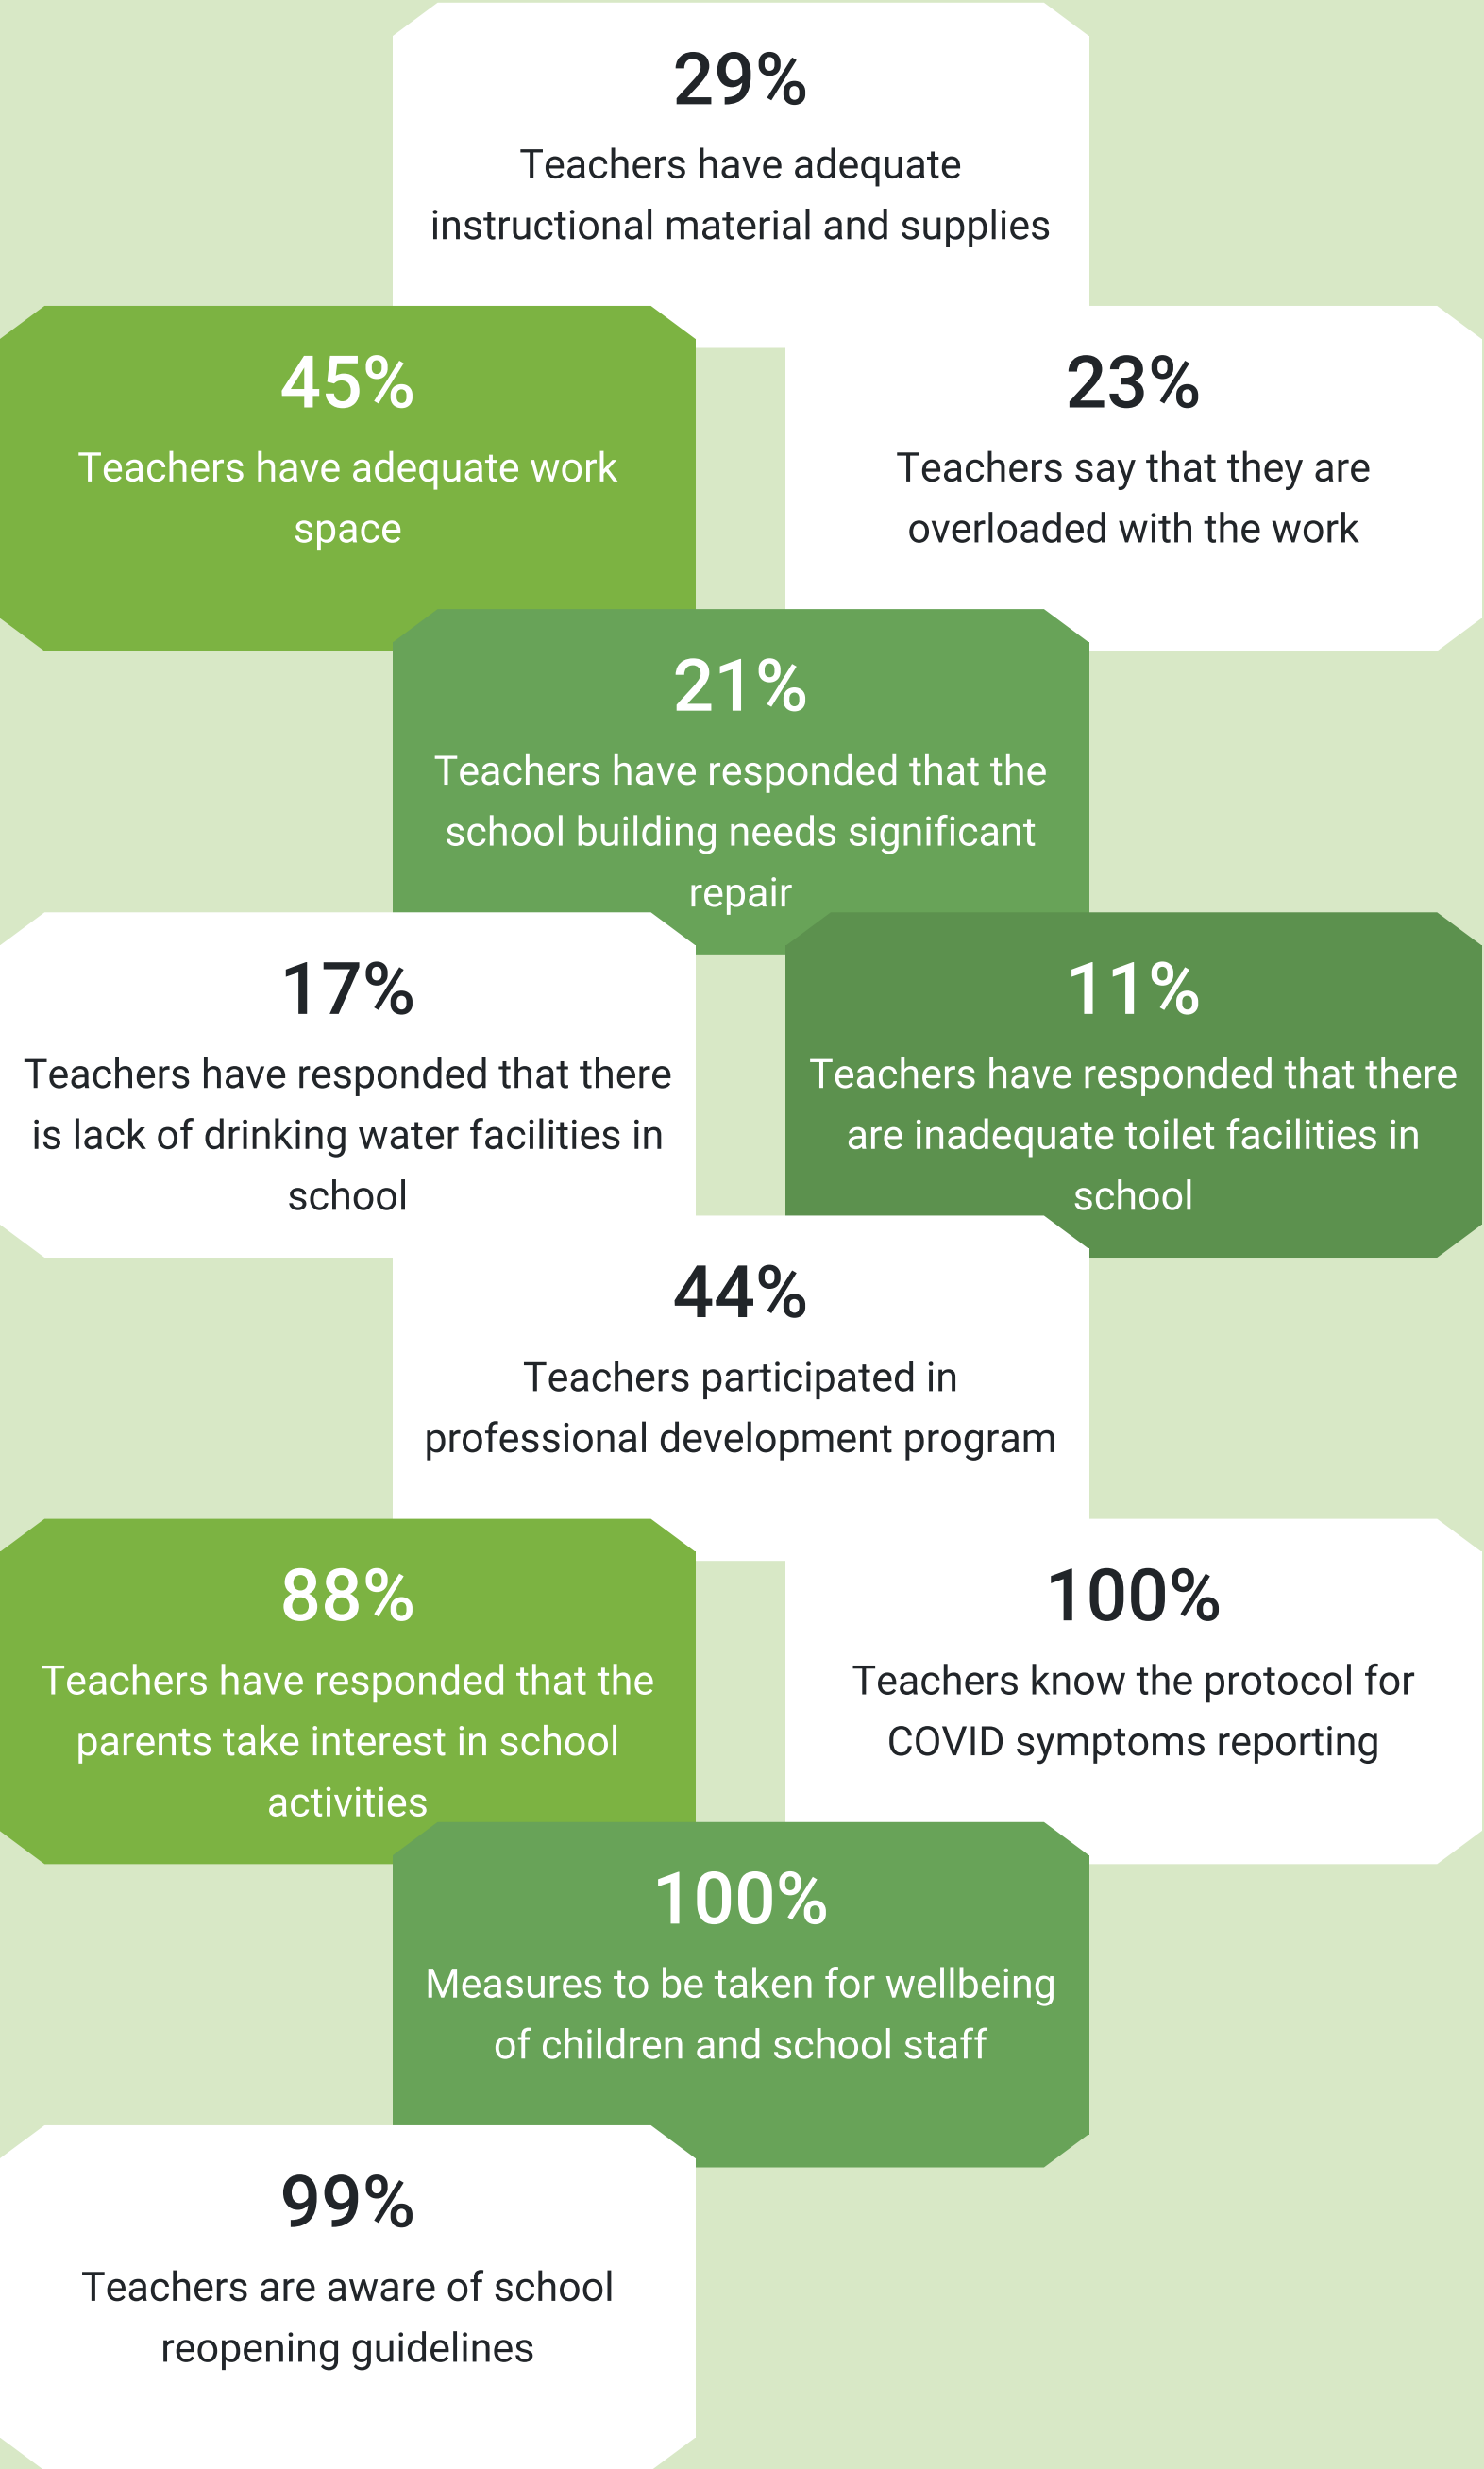 29%
Teachers have adequate
instructional material and supplies
45%
Teachers have adequate work
space
23%
Teachers say that they are
overloaded with the work
21%
Teachers have responded that the
school building needs significant
repair
17%
Teachers have responded that there
is lack of drinking water facilities in
school
11%
Teachers have responded that there
are inadequate toilet facilities in
school
44%
Teachers participated in
professional development program
88%
Teachers have responded that the
parents take interest in school
activities
100%
Teachers know the protocol for
COVID symptoms reporting
100%
Measures to be taken for wellbeing
of children and school staff
99%
Teachers are aware of school
reopening guidelines